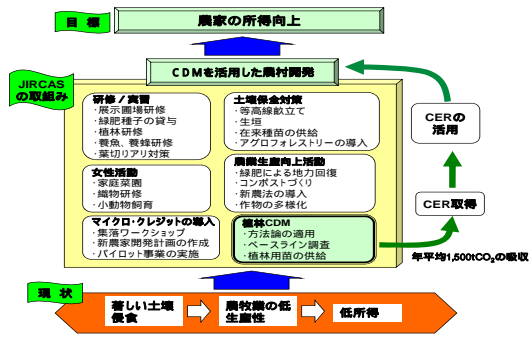 目 標
農家の所得向上
CDMを活用した農村開発
JIRCAS
の取組み
研修／実習
・展示圃場研修
・緑肥種子の貸与
・植林研修
・養魚、養蜂研修
・葉切リアリ対策
女性活動
・家庭菜園
・織物研修
・小動物飼育
マイクロ・クレジットの導入
・集落ワークショップ
・新農家開発計画の作成
・パイロット事業の実施
土壌保全対策
・等高線畝立て
・生垣
・在来種苗の供給
・アグロフォレストリーの導入
農業生産向上活動
・緑肥による地力回復
・コンポストづくり
・新農法の導入
・作物の多様化
植林CDM
・方法論の適用
・ベースライン調査
・植林用苗の供給
CERの
活用
CER取得
年平均1,500tCO₂の吸収
現 状
著しい土壌
侵食
農牧業の低
生産性
低所得